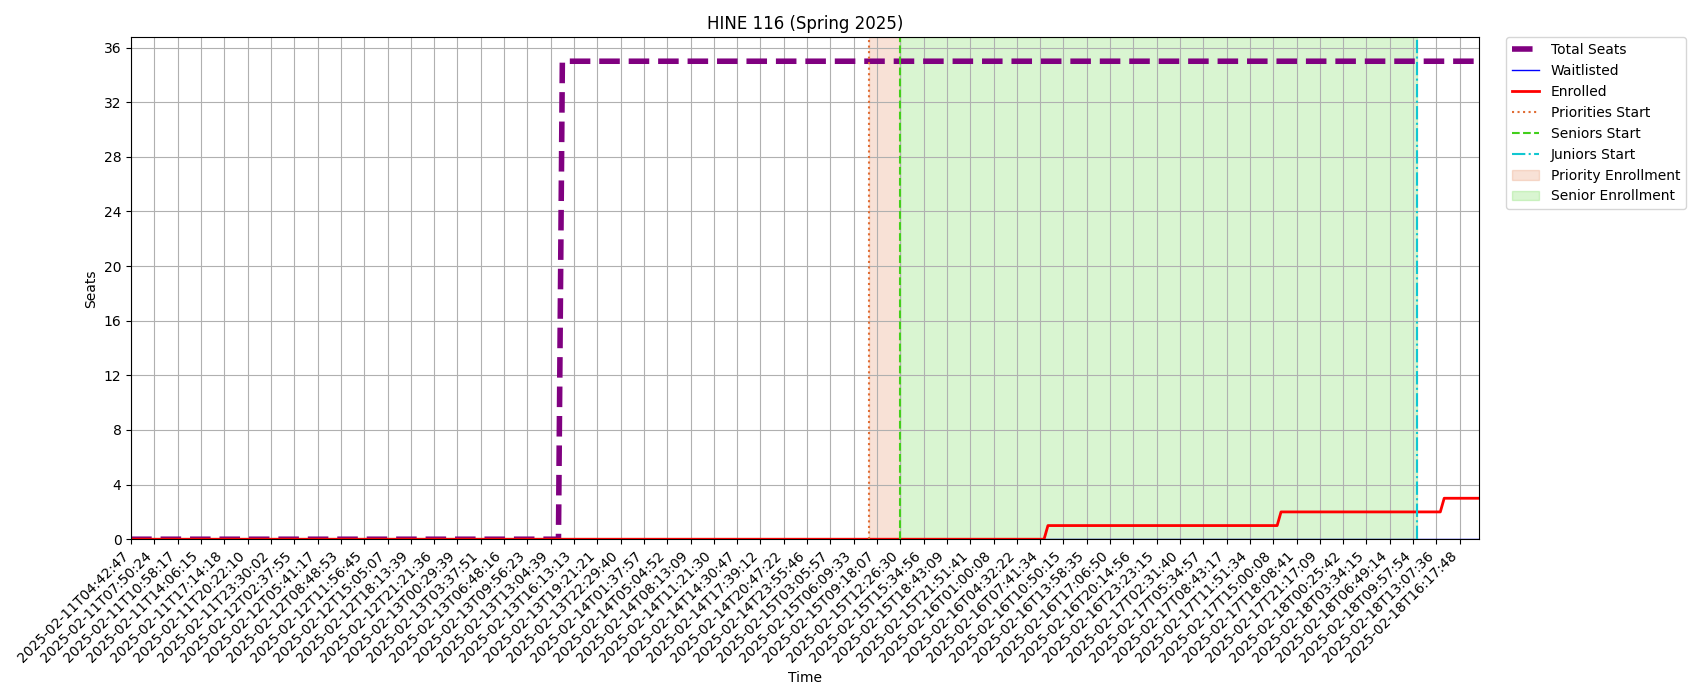 HINE 116 (Spring 2025)
36
32
28
24
20
16
12
8
4
0
Seats
2025-02-11T04:42:47
2025-02-11T07:50:24
2025-02-11T10:58:17
2025-02-11T14:06:15
2025-02-11T17:14:18
2025-02-11T20:22:10
2025-02-11T23:30:02
2025-02-12T02:37:55
2025-02-12T05:41:17
2025-02-12T08:48:53
2025-02-12T11:56:45
2025-02-12T15:05:07
2025-02-12T18:13:39
2025-02-12T21:21:36
2025-02-13T00:29:39
2025-02-13T03:37:51
2025-02-13T06:48:16
2025-02-13T09:56:23
2025-02-13T13:04:39
2025-02-13T16:13:13
2025-02-13T19:21:21
2025-02-13T22:29:40
2025-02-14T01:37:57
2025-02-14T05:04:52
2025-02-14T08:13:09
2025-02-14T11:21:30
2025-02-14T14:30:47
2025-02-14T17:39:12
2025-02-14T20:47:22
2025-02-14T23:55:46
2025-02-15T03:05:57
2025-02-15T06:09:33
2025-02-15T09:18:07
2025-02-15T12:26:30
2025-02-15T15:34:56
2025-02-15T18:43:09
2025-02-15T21:51:41
2025-02-16T01:00:08
2025-02-16T04:32:22
2025-02-16T07:41:34
2025-02-16T10:50:15
2025-02-16T13:58:35
2025-02-16T17:06:50
2025-02-16T20:14:56
2025-02-16T23:23:15
2025-02-17T02:31:40
2025-02-17T05:34:57
2025-02-17T08:43:17
2025-02-17T11:51:34
2025-02-17T15:00:08
2025-02-17T18:08:41
2025-02-17T21:17:09
2025-02-18T00:25:42
2025-02-18T03:34:15
2025-02-18T06:49:14
2025-02-18T09:57:54
2025-02-18T13:07:36
2025-02-18T16:17:48
Time
Total Seats
Waitlisted
Enrolled
Priorities Start
Seniors Start
Juniors Start
Priority Enrollment
Senior Enrollment